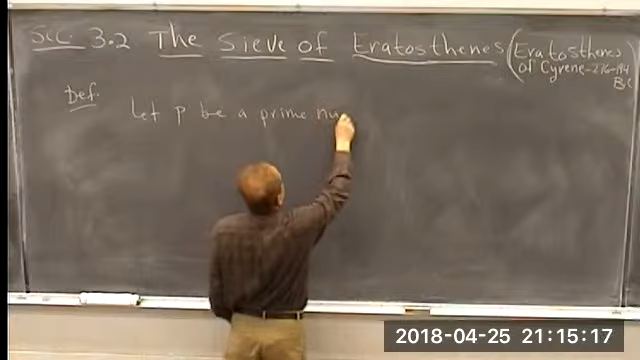 Sec 3.2 The Sieve of Eratosthenes (Eratosthenes
of Cyrene-276-194
BC
Def. Let p be a prime nu
2018-04-25 21:15:17